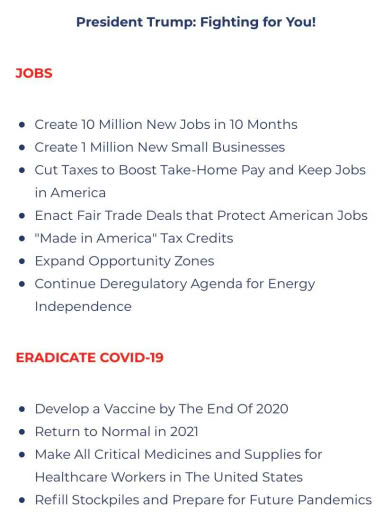 President Trump: Fighting for You!
JOBS
● Create 10 Million New Jobs in 10 Months
● Create 1 Million New Small Businesses
● Cut Taxes to Boost Take-Home Pay and Keep Jobs
in America
● Enact Fair Trade Deals that Protect American Jobs
● "Made in America" Tax Credits
● Expand Opportunity Zones
● Continue Deregulatory Agenda for Energy
Independence
ERADICATE COVID-19
● Develop a Vaccine by The End Of 2020
● Return to Normal in 2021
● Make All Critical Medicines and Supplies for
Healthcare Workers in The United States
● Refill Stockpiles and Prepare for Future Pandemics